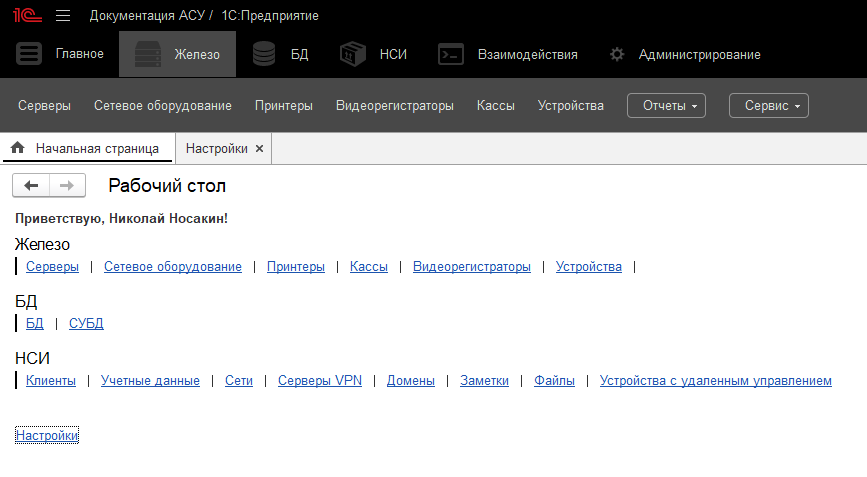 1С Документация АСУ / 1С:Предприятие
Главное Железо БД НСИ Взаимодействия Администрирование
Серверы Сетевое оборудование Принтеры Видеорегистраторы Кассы Устройства Отчеты Сервис
Начальная страница Настройки ×
Рабочий стол
Приветствую, Николай Носакин!
Железо
Серверы | Сетевое оборудование | Принтеры | Кассы | Видеорегистраторы | Устройства |
БД
БД | СУБД
НСИ
Клиенты | Учетные данные | Сети | Серверы VPN | Домены | Заметки | Файлы | Устройства с удаленным управлением
Настройки